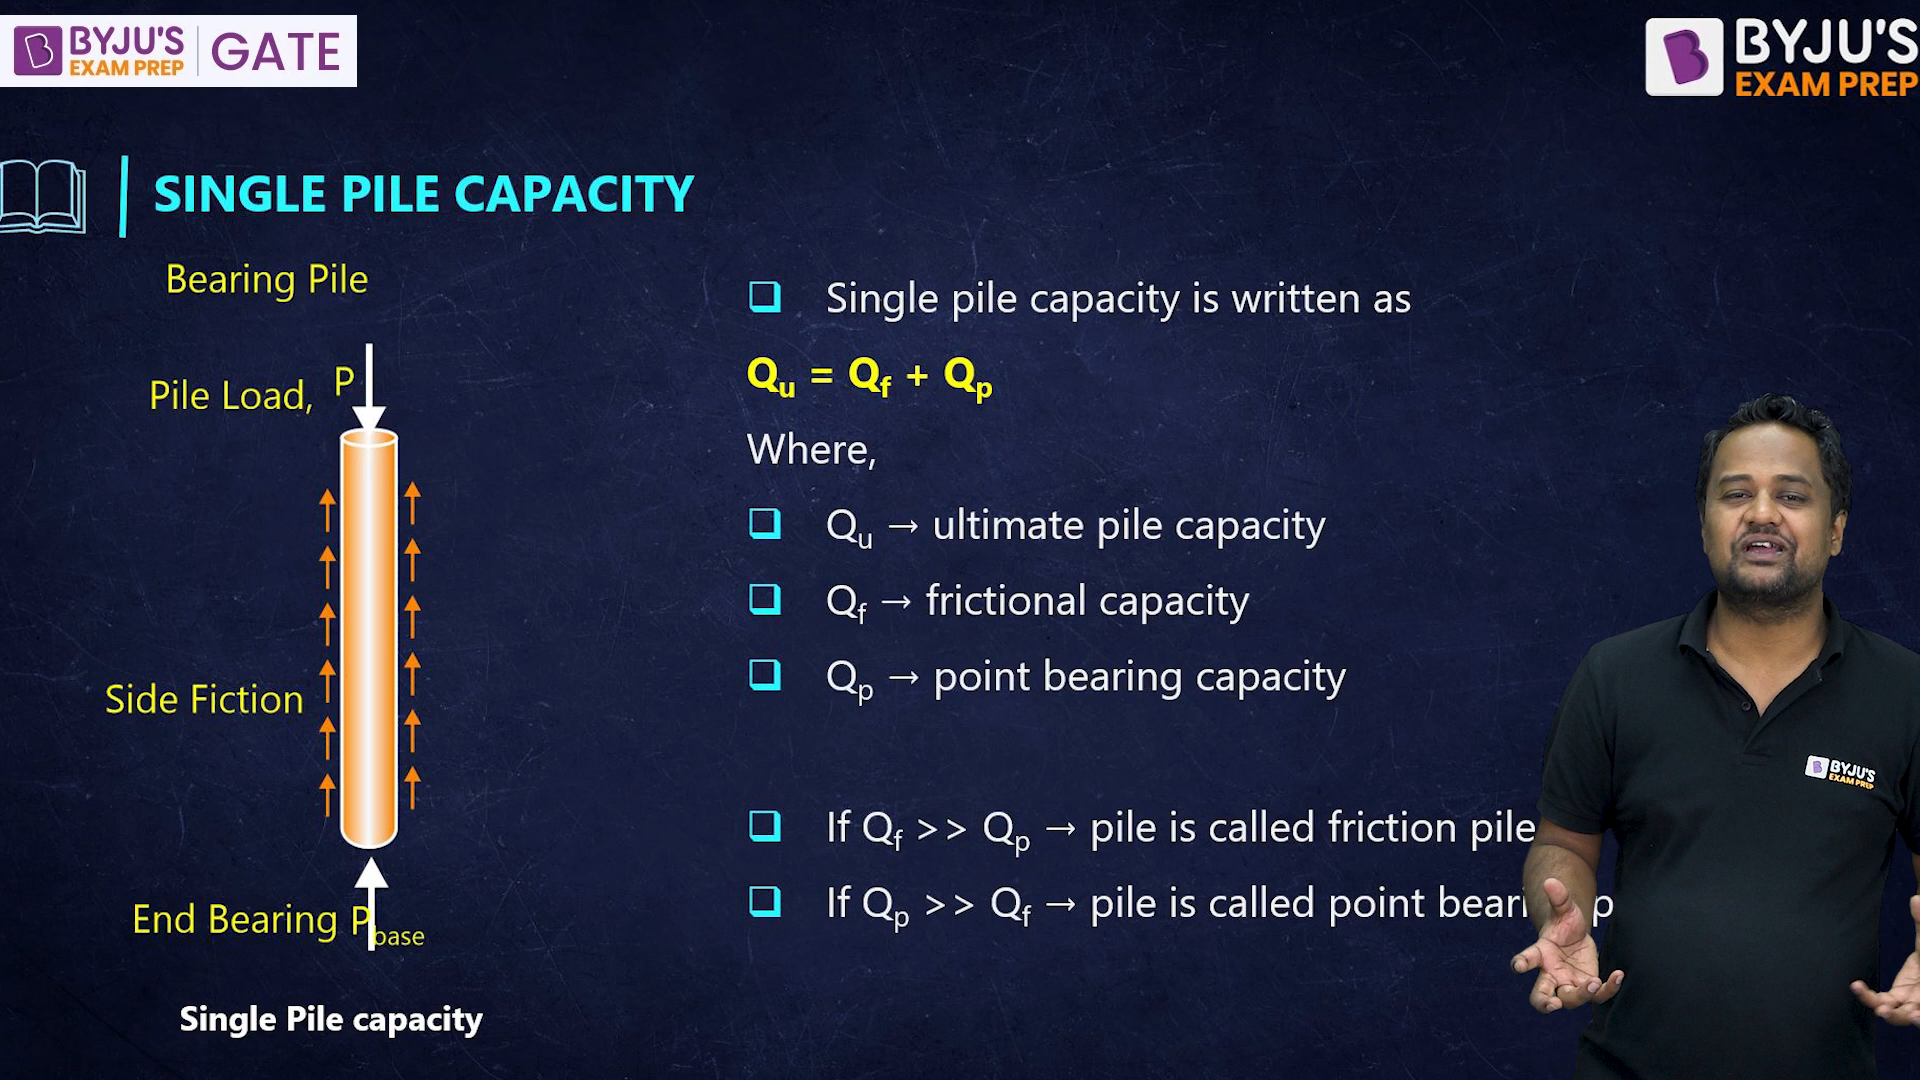 BYJU'S
EXAM PREP
GATE
BYJU'S
EXAM PREP
SINGLE PILE CAPACITY
Bearing Pile
Pile Load, P
Side Fiction
End Bearing Pbase
Single Pile capacity
❑ Single pile capacity is written as
Qu = Qf + Qp
Where,
❑ Qu → ultimate pile capacity
❑ Qf → frictional capacity
❑ Qp → point bearing capacity
❑ If Qf >> Qp → pile is called friction pile
❑ If Qp >> Qf → pile is called point
BYJU'S
EXAM PREP